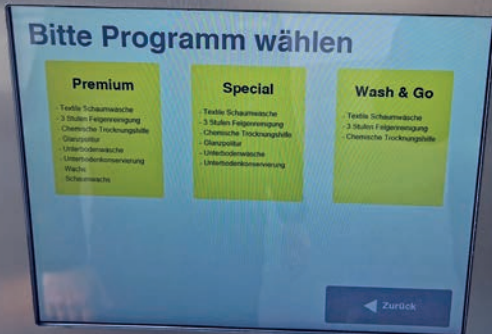 Bitte Programm wählen
Premium
- Textile Schaumwäsche
- 3 Stufen Felgenreinigung
- Chemische Trocknungshilfe
- Glanzpolitur
- Unterbodenwäsche
- Unterbodenkonservierung
Wachs
Schaumwachs
Special
- Textile Schaumwäsche
- 3 Stufen Felgenreinigung
- Chemische Trocknungshilfe
- Glanzpolitur
- Unterbodenwäsche
- Unterbodenkonservierung
Wash & Go
- Textile Schaumwäsche
- 3 Stufen Felgenreinigung
- Chemische Trocknungshilfe
Zurück